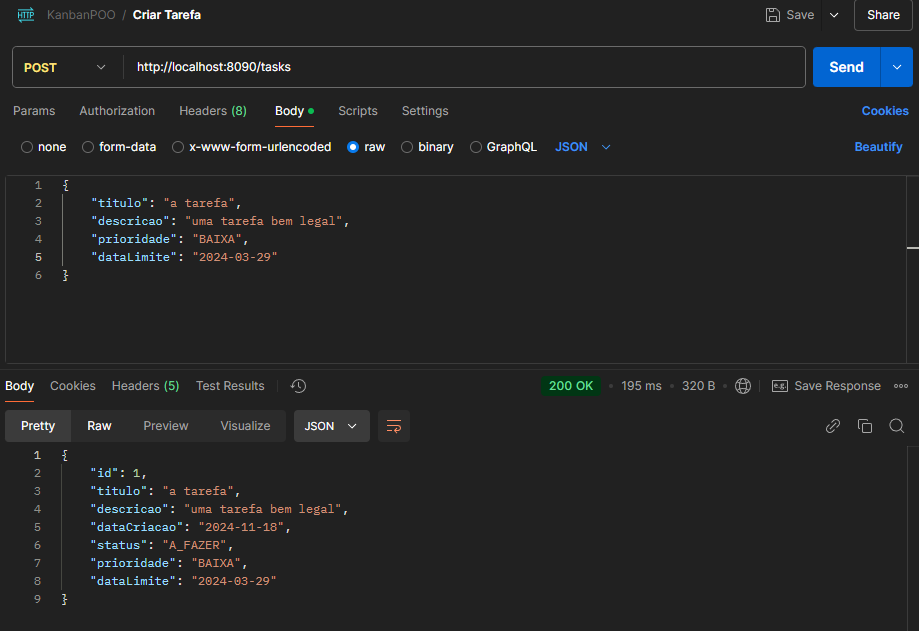 HTTP KanbanPOO / Criar Tarefa Save Share
POST http://localhost:8090/tasks Send
Params Authorization Headers (8) Body Scripts Settings Cookies
none form-data x-www-form-urlencoded raw binary GraphQL JSON Beautify
1 {
2 "titulo": "a tarefa",
3 "descricao": "uma tarefa bem legal",
4 "prioridade": "BAIXA",
5 "dataLimite": "2024-03-29"
6 }
Body Cookies Headers (5) Test Results 200 OK • 195 ms • 320 B • e.g. Save Response
Pretty Raw Preview Visualize JSON
1 {
2 "id": 1,
3 "titulo": "a tarefa",
4 "descricao": "uma tarefa bem legal",
5 "dataCriacao": "2024-11-18",
6 "status": "A_FAZER",
7 "prioridade": "BAIXA",
8 "dataLimite": "2024-03-29"
9 }